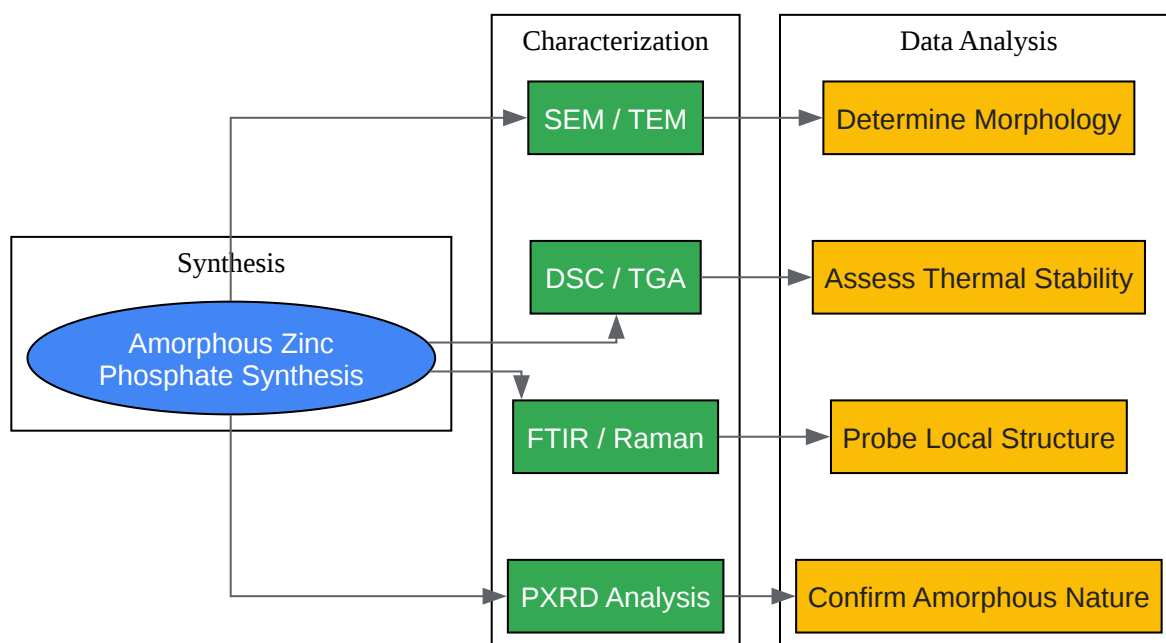 Characterization
Data Analysis
SEM / TEM
Determine Morphology
Synthesis
Amorphous Zinc
Phosphate Synthesis
DSC / TGA
Assess Thermal Stability
FTIR / Raman
Probe Local Structure
PXRD Analysis
Confirm Amorphous Nature